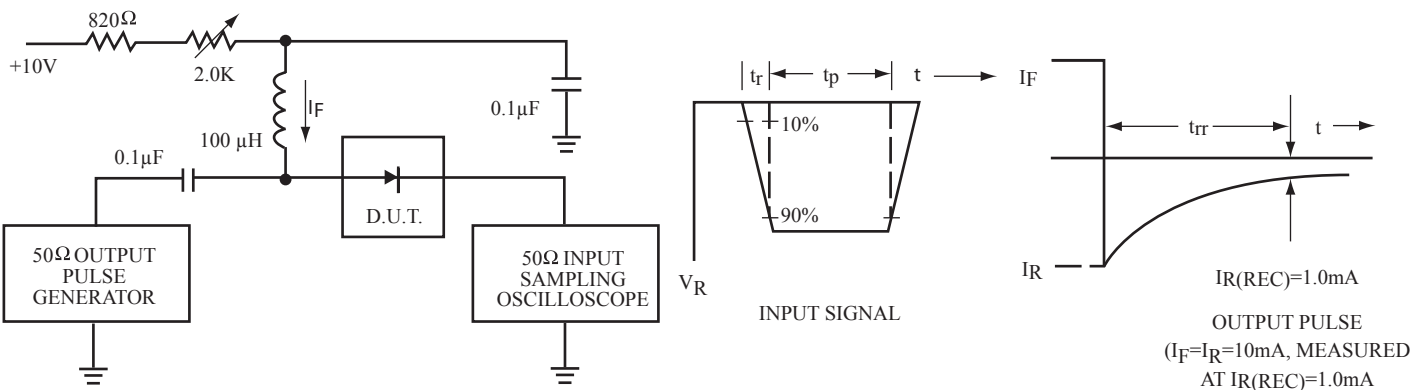 820Ω
+10V
2.0K
IF
0.1µF
100 µH
0.1µF
D.U.T.
50Ω OUTPUT
PULSE
GENERATOR
50Ω INPUT
SAMPLING
OSCILLOSCOPE
tr
tp
t
10%
90%
VR
INPUT SIGNAL
IF
trr
t
IR
IR(REC)=1.0mA
OUTPUT PULSE
(IF=IR=10mA, MEASURED
AT IR(REC)=1.0mA